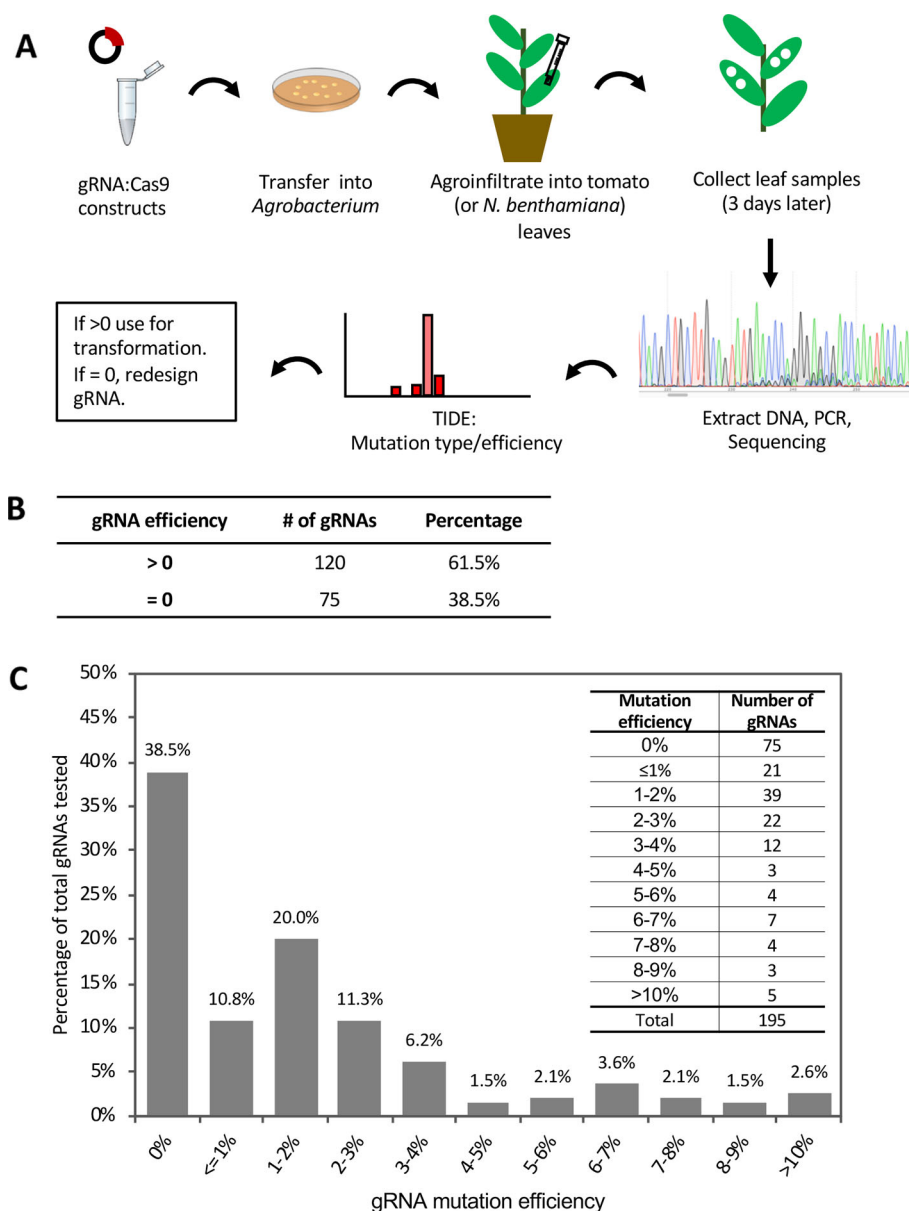 A
gRNA:Cas9
constructs
Transfer into
Agrobacterium
Agroinfiltrate into tomato
(or N. benthamiana)
leaves
Collect leaf samples
(3 days later)
If >0 use for
transformation.
If = 0, redesign
gRNA.
TIDE:
Mutation type/efficiency
Extract DNA, PCR,
Sequencing
B
gRNA efficiency # of gRNAs Percentage
> 0 120 61.5%
= 0 75 38.5%
C
Percentage of total gRNAs tested
50%
45%
40%
35%
30%
25%
20%
15%
10%
5%
0%
38.5%
10.8%
20.0%
11.3%
6.2%
1.5%
2.1%
3.6%
2.1%
1.5%
2.6%
Mutation efficiency Number of gRNAs
0% 75
≤1% 21
1-2% 39
2-3% 22
3-4% 12
4-5% 3
5-6% 4
6-7% 7
7-8% 4
8-9% 3
>10% 5
Total 195
0%
<=1%
1-2%
2-3%
3-4%
4-5%
5-6%
6-7%
7-8%
8-9%
>10%
gRNA mutation efficiency